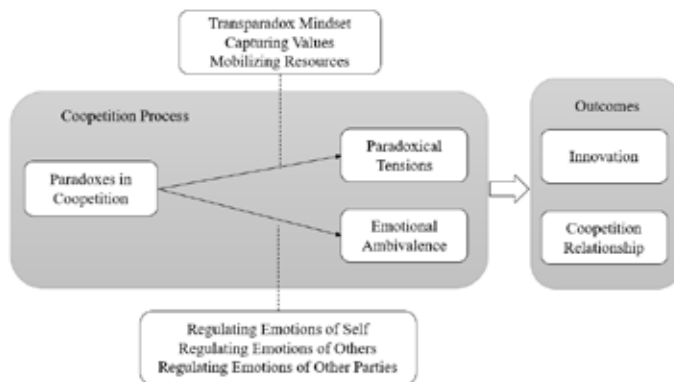 Transparadox Mindset
Capturing Values
Mobilizing Resources
Coopetition Process
Outcomes
Paradoxes in
Coopetition
Paradoxical
Tensions
Emotional
Ambivalence
Innovation
Coopetition
Relationship
Regulating Emotions of Self
Regulating Emotions of Others
Regulating Emotions of Other Parties